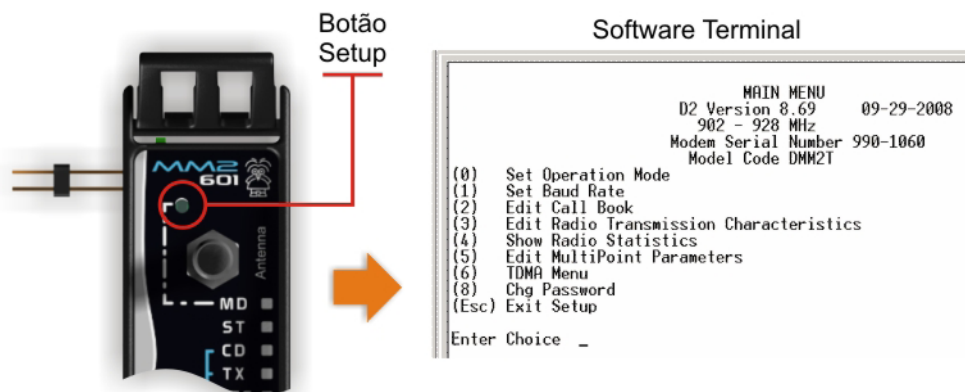 Botão
Setup
Software Terminal
MM2
601
Antenna
MD
ST
CD
TX
MAIN MENU
D2 Version 8.69 09-29-2008
902 - 928 MHz
Modem Serial Number 990-1060
Model Code DMM2T
(0) Set Operation Mode
(1) Set Baud Rate
(2) Edit Call Book
(3) Edit Radio Transmission Characteristics
(4) Show Radio Statistics
(5) Edit MultiPoint Parameters
(6) TDMA Menu
(8) Chg Password
(Esc) Exit Setup
Enter Choice _